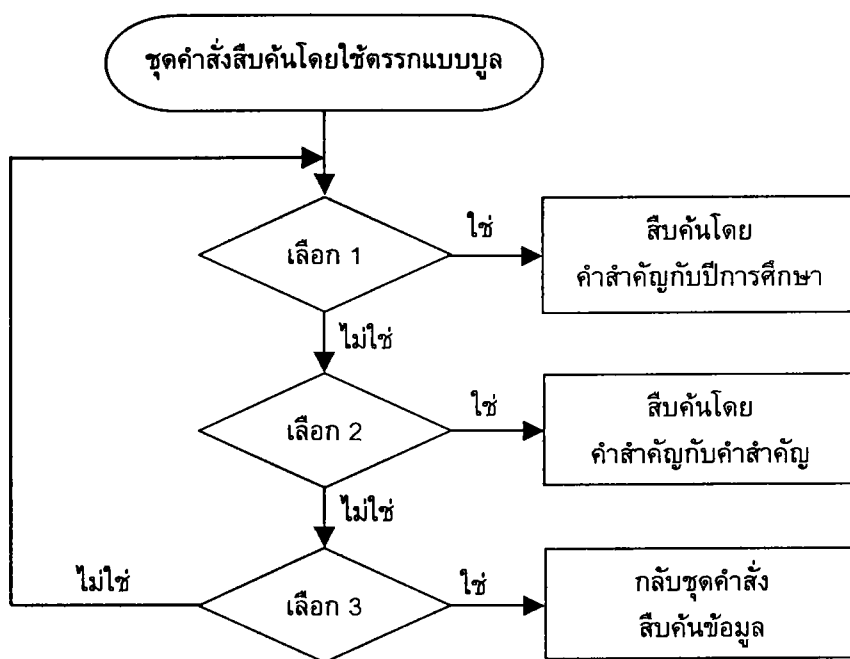 ชุดคำสั่งสืบค้นโดยใช้ตรรกแบบบูล
เลือก 1
ใช่
สืบค้นโดย
คำสำคัญกับปีการศึกษา
ไม่ใช่
เลือก 2
ใช่
สืบค้นโดย
คำสำคัญกับคำสำคัญ
ไม่ใช่
ไม่ใช่
เลือก 3
ใช่
กลับชุดคำสั่ง
สืบค้นข้อมูล